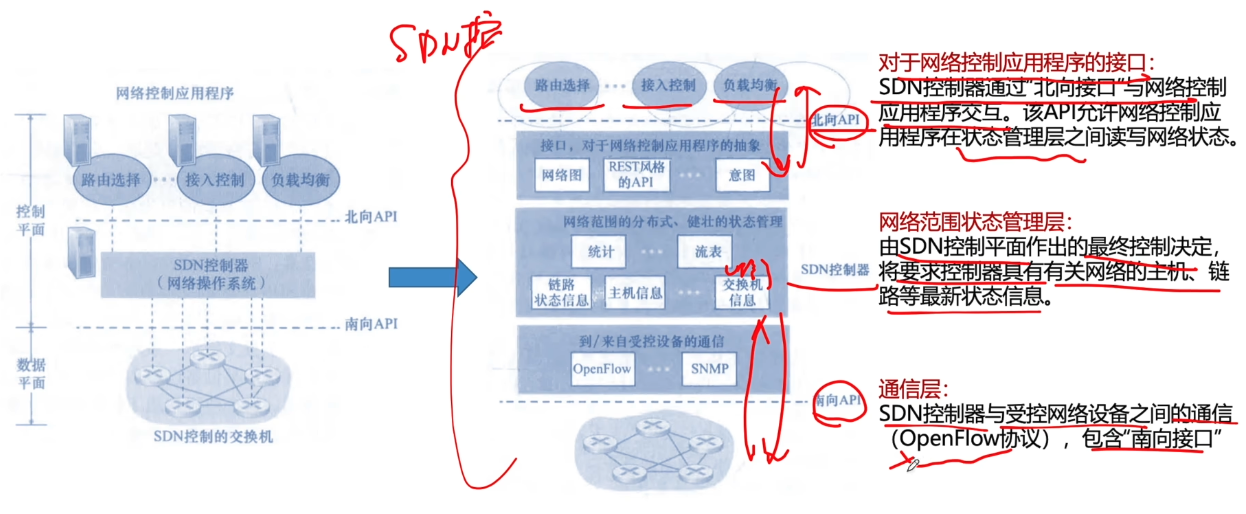 SDN控
网络控制应用程序
路由选择 ··· 接入控制 负载均衡
控制
平面
北向API
SDN控制器
（网络操作系统）
南向API
数据
平面
SDN控制的交换机
路由选择 ··· 接入控制 负载均衡
北向API
接口，对于网络控制应用程序的抽象
网络图 REST风格的API ··· 意图
网络范围的分布式、健壮的状态管理
统计 ··· 流表
链路状态信息 主机信息 ··· 交换机信息
SDN控制器
到/来自受控设备的通信
OpenFlow ··· SNMP
南向API
对于网络控制应用程序的接口：
SDN控制器通过“北向接口”与网络控制
应用程序交互。该API允许网络控制应
用程序在状态管理层之间读写网络状态。
网络范围状态管理层：
由SDN控制平面作出的最终控制决定，
将要求控制器具有有关网络的主机、链
路等最新状态信息。
通信层：
SDN控制器与受控网络设备之间的通信
（OpenFlow协议），包含“南向接口”